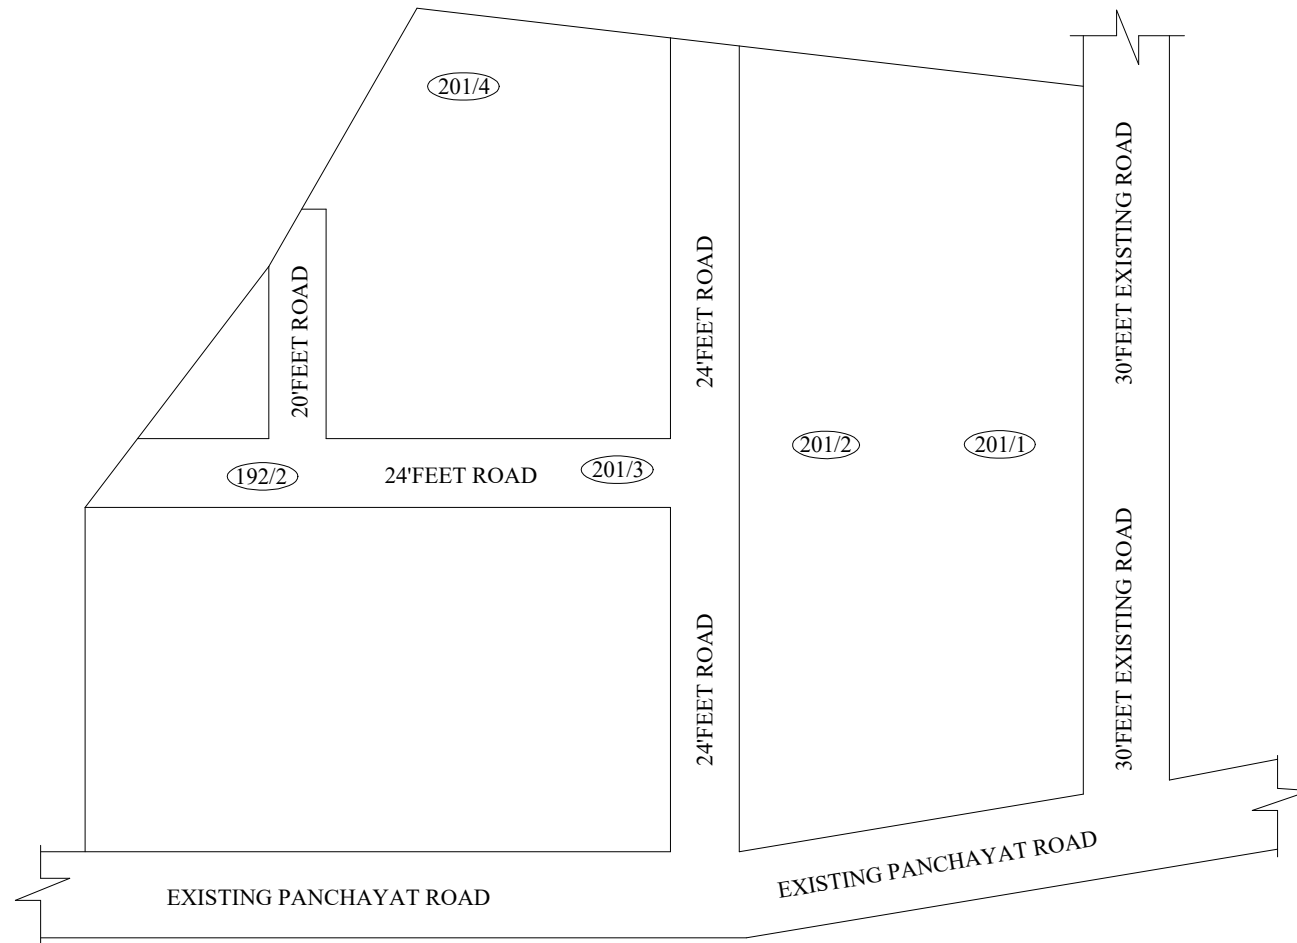 201/4
30'FEET EXISTING ROAD
24'FEET ROAD
20'FEET ROAD
201/2
201/1
192/2
24'FEET ROAD
201/3
30'FEET EXISTING ROAD
24'FEET ROAD
EXISTING PANCHAYAT ROAD
EXISTING PANCHAYAT ROAD